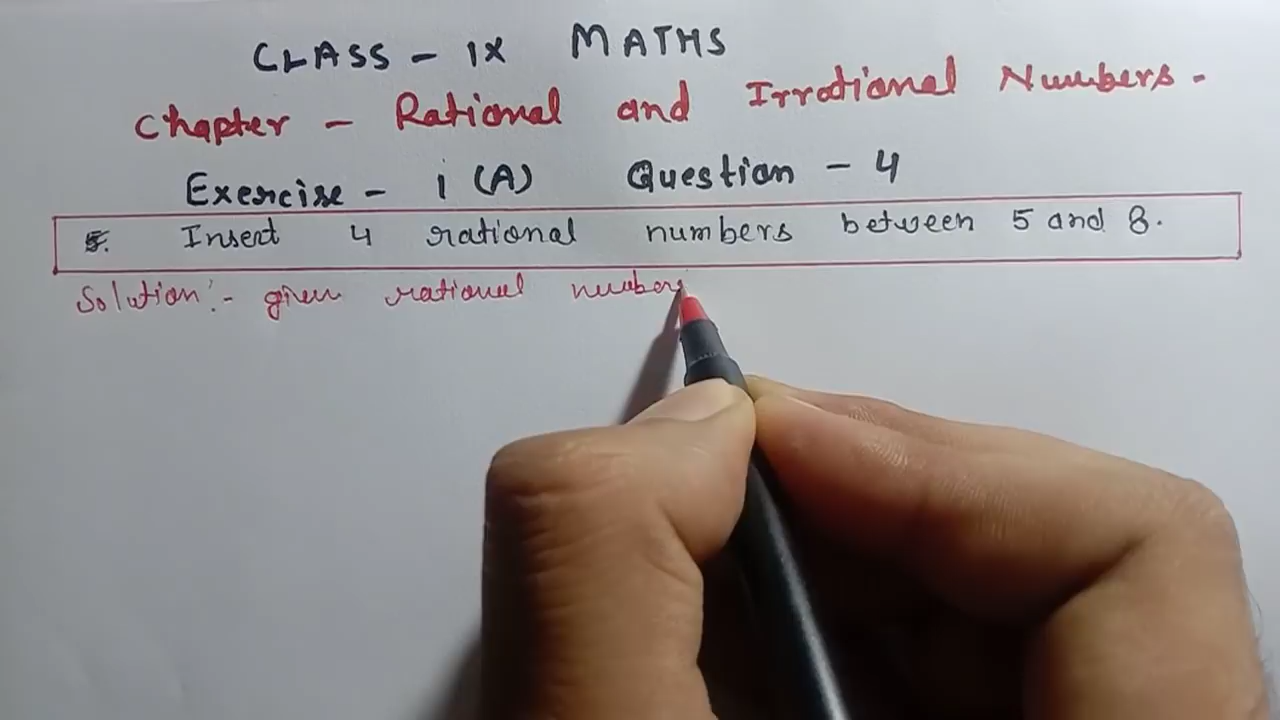 CLASS - IX MATHS
Chapter - Rational and Irrational Numbers.
Exercise - 1 (A) Question - 4
5. Insert 4 rational numbers between 5 and 8.
Solution:- given rational numbers